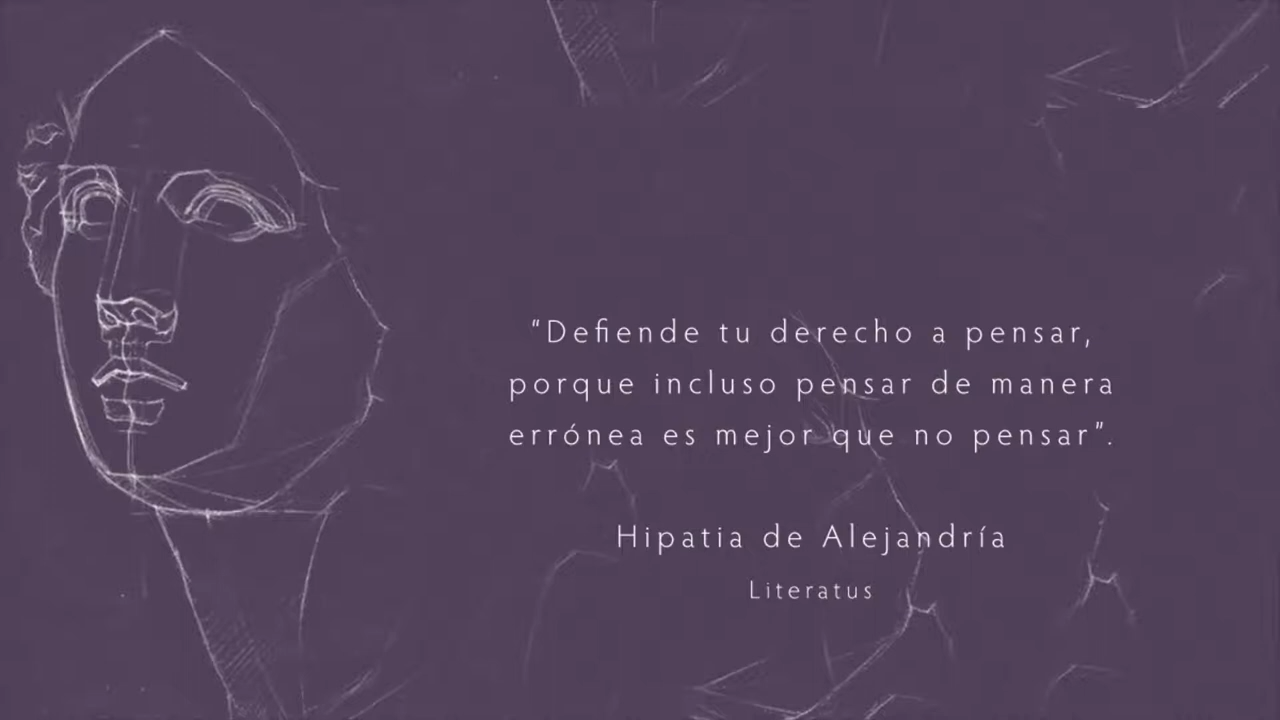 “Defiende tu derecho a pensar,
porque incluso pensar de manera
errónea es mejor que no pensar”.
Hipatia de Alejandría
Literatus